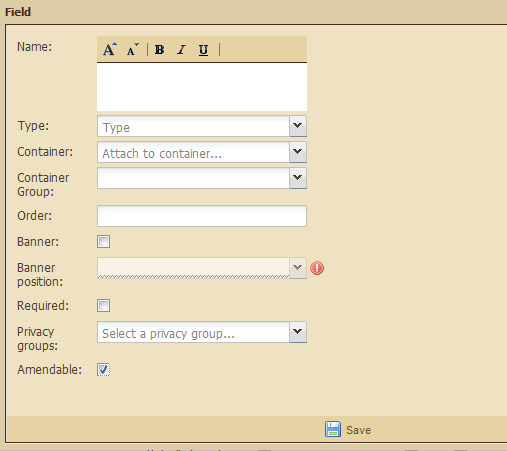 Field
Name:
A A B I U
Type: Type
Container: Attach to container...
Container
Group:
Order:
Banner:
Banner
position:
Required:
Privacy
groups: Select a privacy group...
Amendable:
Save